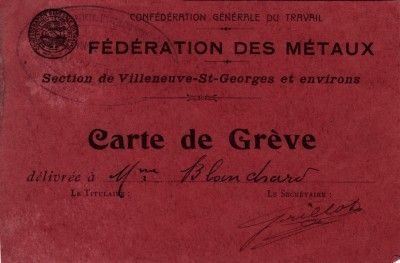 CONFÉDÉRATION GÉNÉRALE DU TRAVAIL
FÉDÉRATION DES MÉTAUX
Section de Villeneuve-St-Georges et environs
Carte de Grève
délivrée à Mme Blanchard
LE TITULAIRE : LE SECRÉTAIRE :